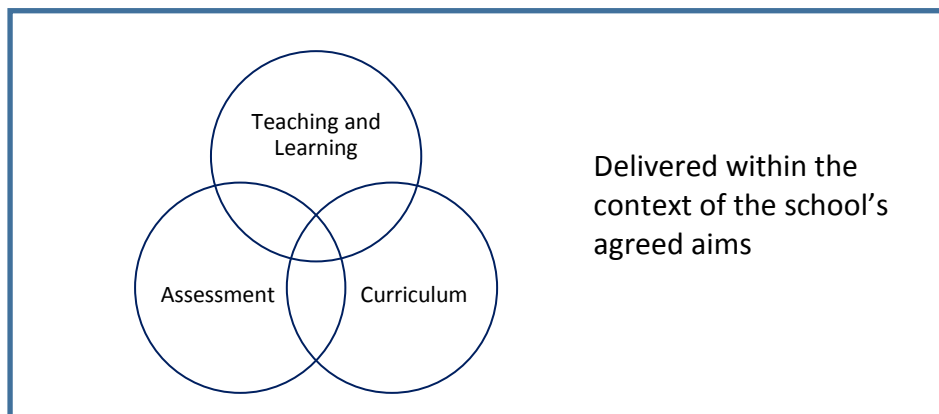 Teaching and
Learning
Assessment
Curriculum
Delivered within the
context of the school’s
agreed aims